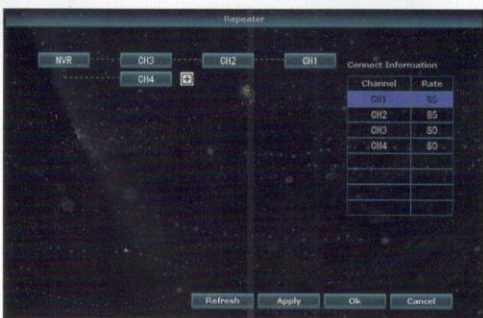 Repeater
NVR CH3 CH2 CH1
CH4
Connect Information
Channel Rate
CH1 85
CH2 85
CH3 80
CH4 80
Refresh Apply Ok Cancel